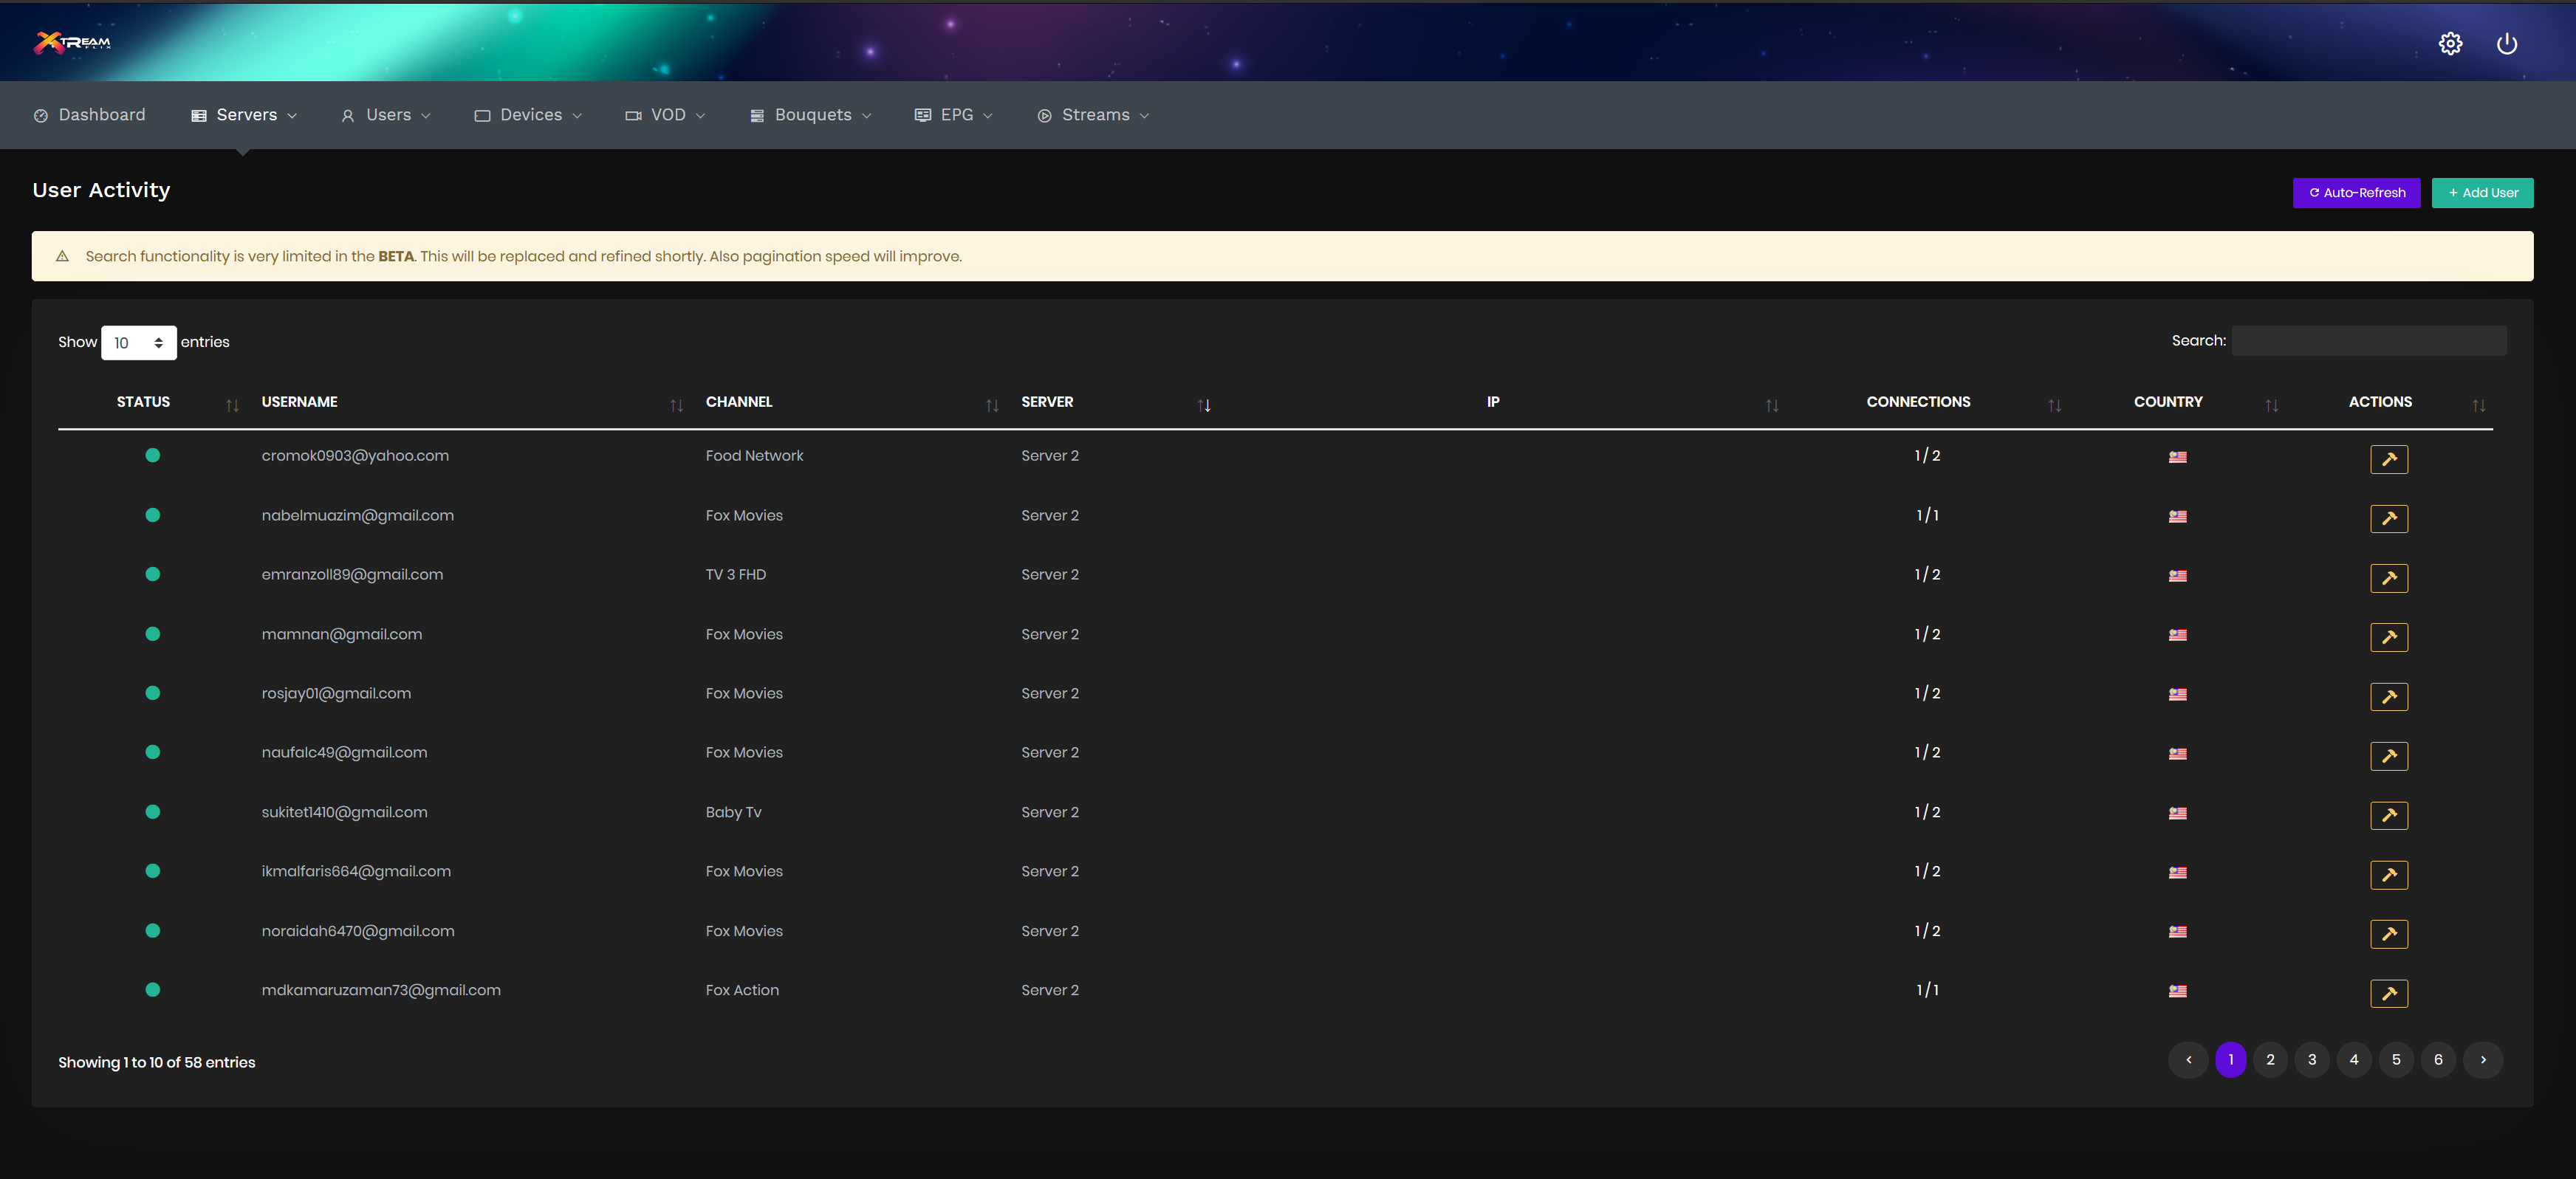 XTREAM
FLIX
Dashboard Servers Users Devices VOD Bouquets EPG Streams
User Activity
Auto-Refresh + Add User
Search functionality is very limited in the BETA. This will be replaced and refined shortly. Also pagination speed will improve.
Show 10 entries Search:
STATUS USERNAME CHANNEL SERVER IP CONNECTIONS COUNTRY ACTIONS
cromok0903@yahoo.com Food Network Server 2 1 / 2
nabelmuazim@gmail.com Fox Movies Server 2 1 / 1
emranzoll89@gmail.com TV 3 FHD Server 2 1 / 2
mamnan@gmail.com Fox Movies Server 2 1 / 2
rosjay01@gmail.com Fox Movies Server 2 1 / 2
naufalc49@gmail.com Fox Movies Server 2 1 / 2
sukitet1410@gmail.com Baby Tv Server 2 1 / 2
ikmalfaris664@gmail.com Fox Movies Server 2 1 / 2
noraidah6470@gmail.com Fox Movies Server 2 1 / 2
mdkamaruzaman73@gmail.com Fox Action Server 2 1 / 1
Showing 1 to 10 of 58 entries ‹ 1 2 3 4 5 6 ›